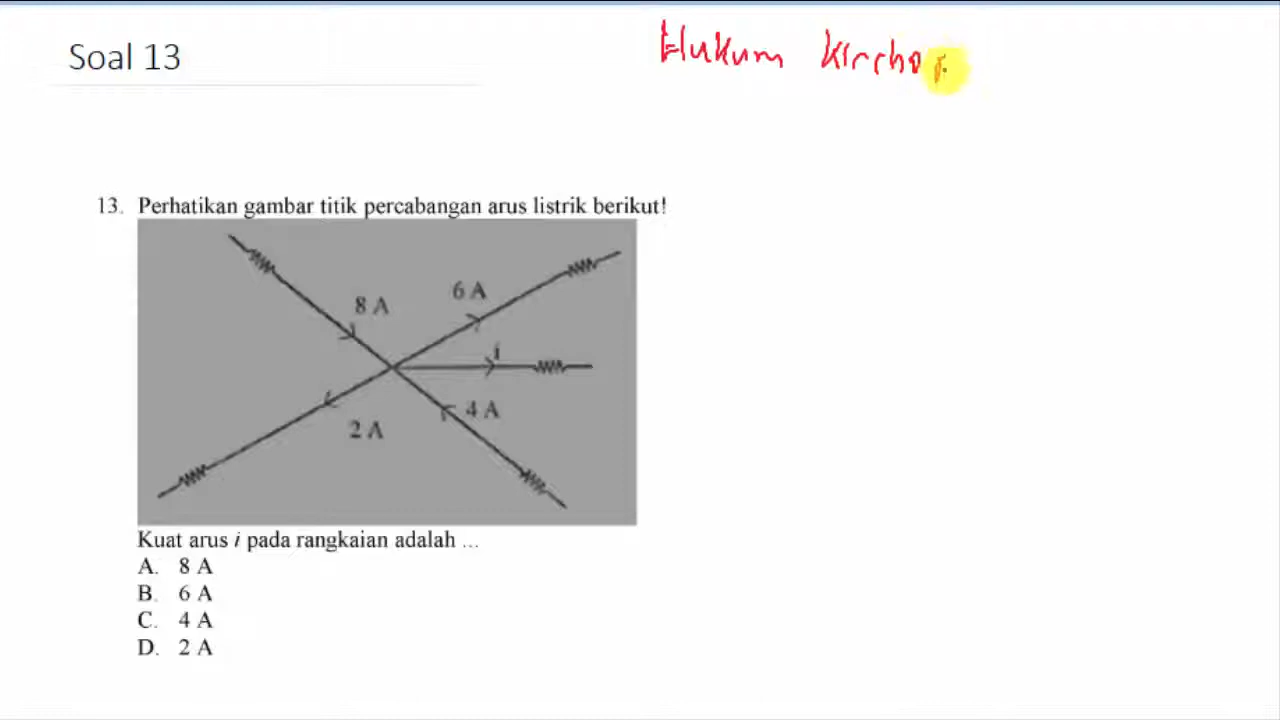 Soal 13
Hukum Kircho
13. Perhatikan gambar titik percabangan arus listrik berikut!
8 A
6 A
i
4 A
2 A
Kuat arus i pada rangkaian adalah ...
A. 8 A
B. 6 A
C. 4 A
D. 2 A